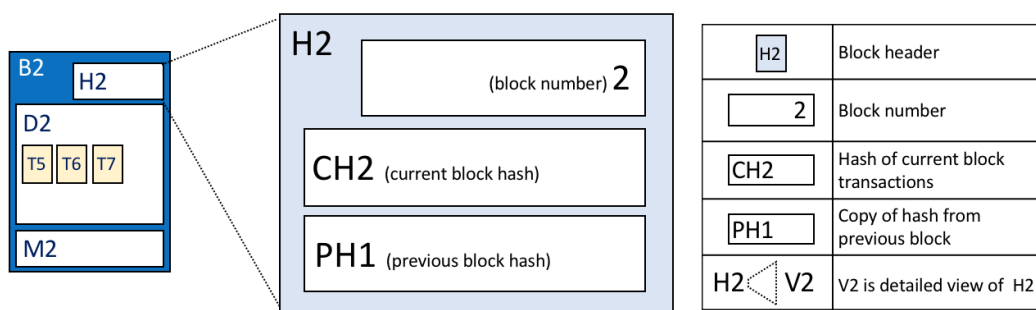 B2
H2
D2
T5 T6 T7
M2
H2
(block number) 2
CH2 (current block hash)
PH1 (previous block hash)
H2 Block header
2 Block number
CH2 Hash of current block
transactions
PH1 Copy of hash from
previous block
H2 V2 V2 is detailed view of H2